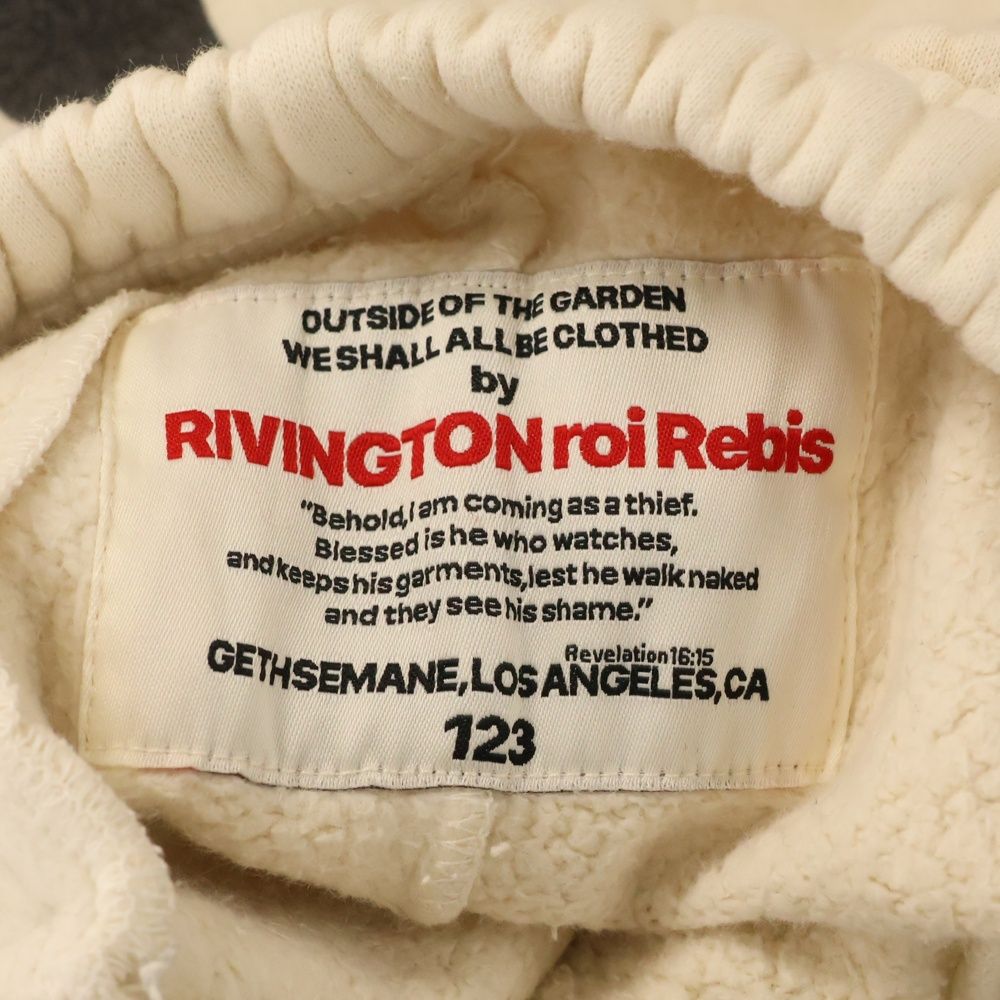 OUTSIDE OF THE GARDEN
WE SHALL ALL BE CLOTHED
by
RIVINGTON roi Rebis
"Behold, I am coming as a thief.
Blessed is he who watches,
and keeps his garments, lest he walk naked
and they see his shame."
Revelation 16:15
GETHSEMANE, LOS ANGELES, CA
123